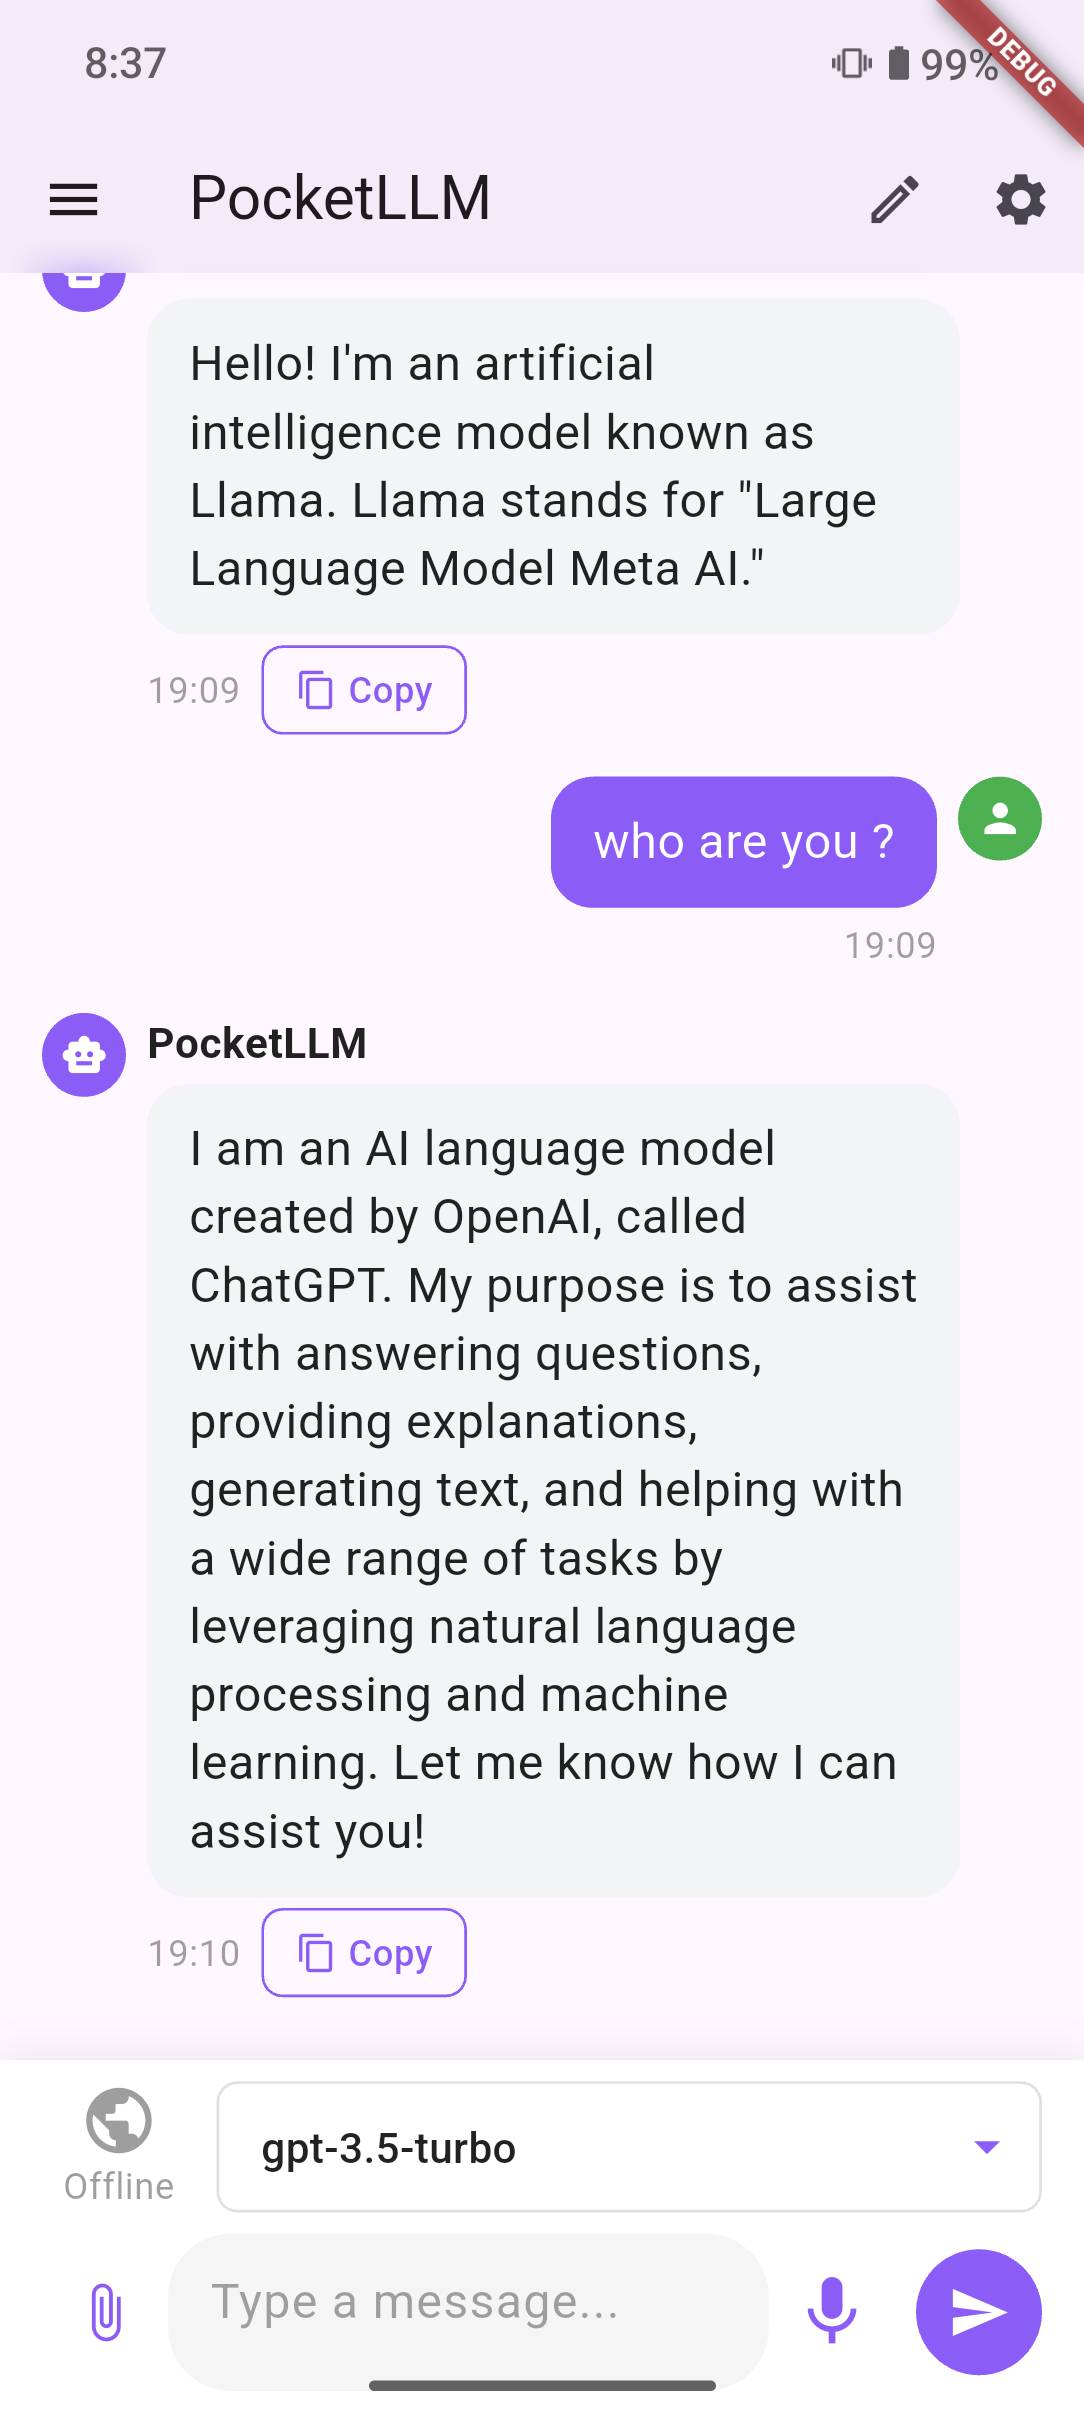 8:37
99%
DEBUG
PocketLLM
Hello! I'm an artificial
intelligence model known as
Llama. Llama stands for "Large
Language Model Meta AI."
19:09
Copy
who are you ?
19:09
PocketLLM
I am an AI language model
created by OpenAI, called
ChatGPT. My purpose is to assist
with answering questions,
providing explanations,
generating text, and helping with
a wide range of tasks by
leveraging natural language
processing and machine
learning. Let me know how I can
assist you!
19:10
Copy
Offline
gpt-3.5-turbo
Type a message...